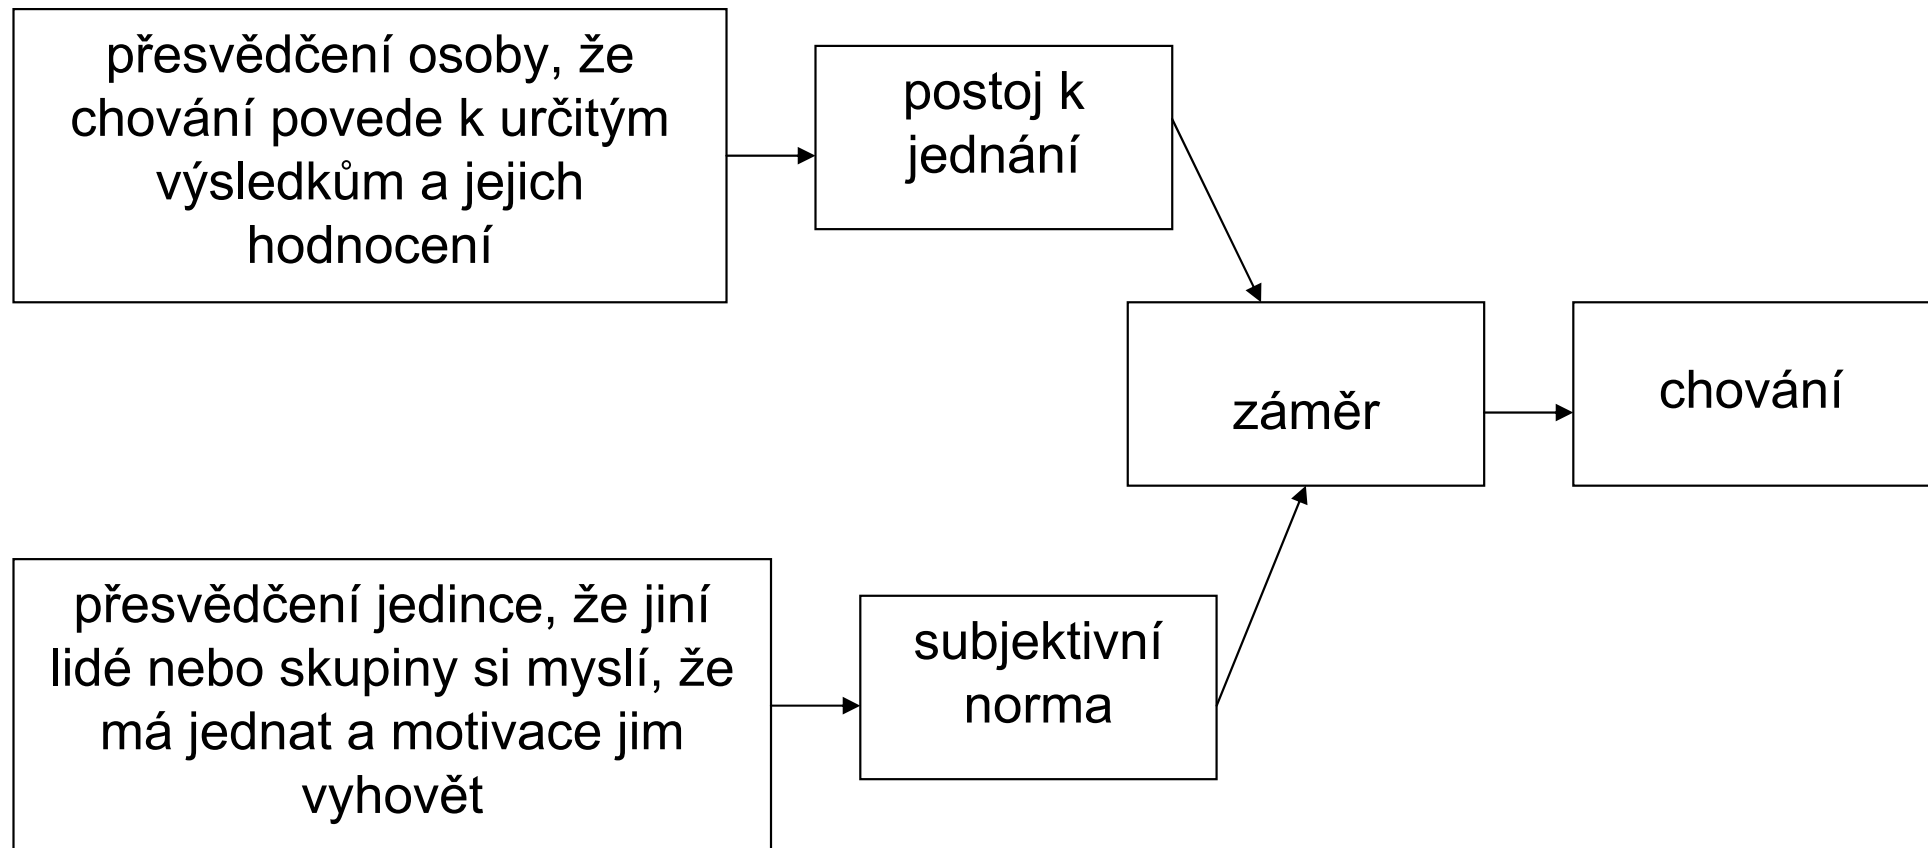 přesvědčení osoby, že
chování povede k určitým
výsledkům a jejich
hodnocení
postoj k
jednání
záměr
chování
přesvědčení jedince, že jiní
lidé nebo skupiny si myslí, že
má jednat a motivace jim
vyhovět
subjektivní
norma